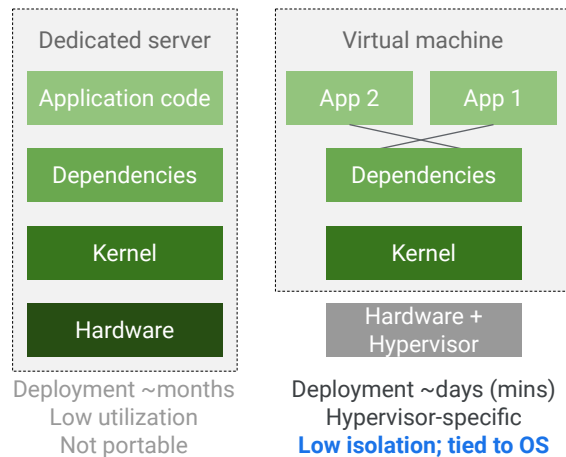 Dedicated server
Application code
Dependencies
Kernel
Hardware
Deployment ~months
Low utilization
Not portable
Virtual machine
App 2
App 1
Dependencies
Kernel
Hardware +
Hypervisor
Deployment ~days (mins)
Hypervisor-specific
Low isolation; tied to OS